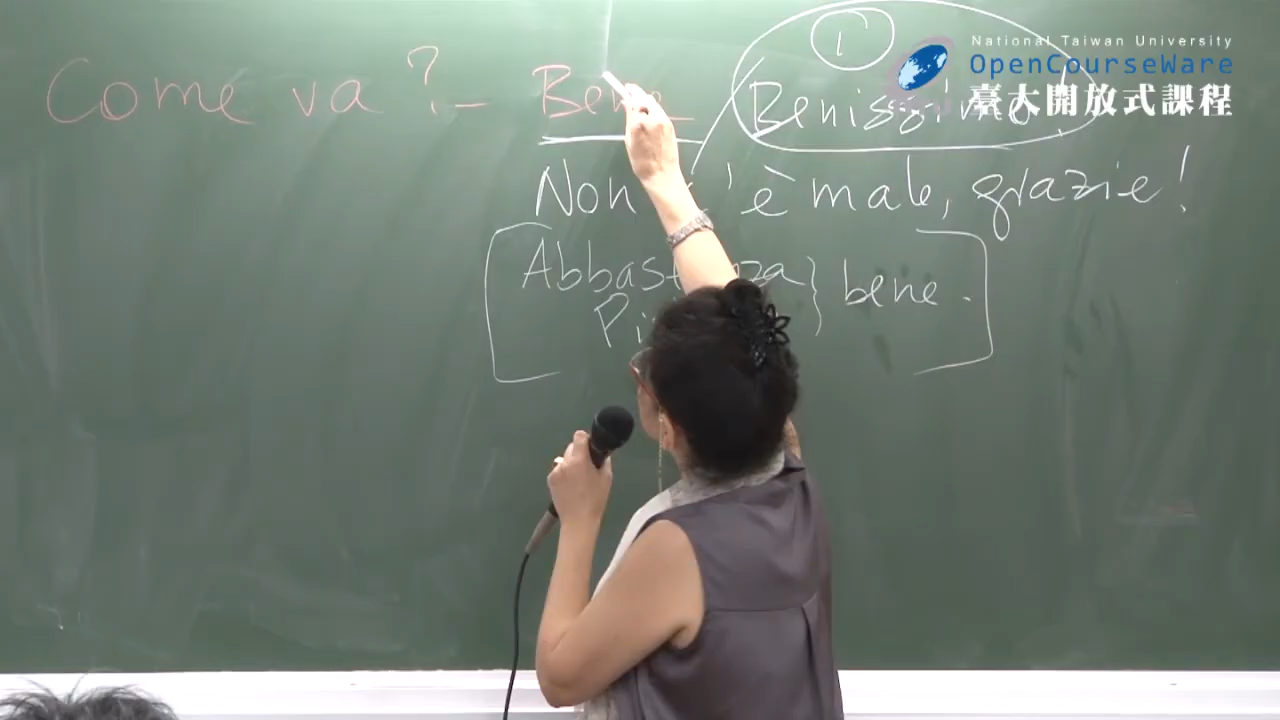 National Taiwan University
OpenCourseWare
臺大開放式課程
1
Come va ? - Bene Benissimo
Non c'è male, grazie!
Abbastanza } bene.